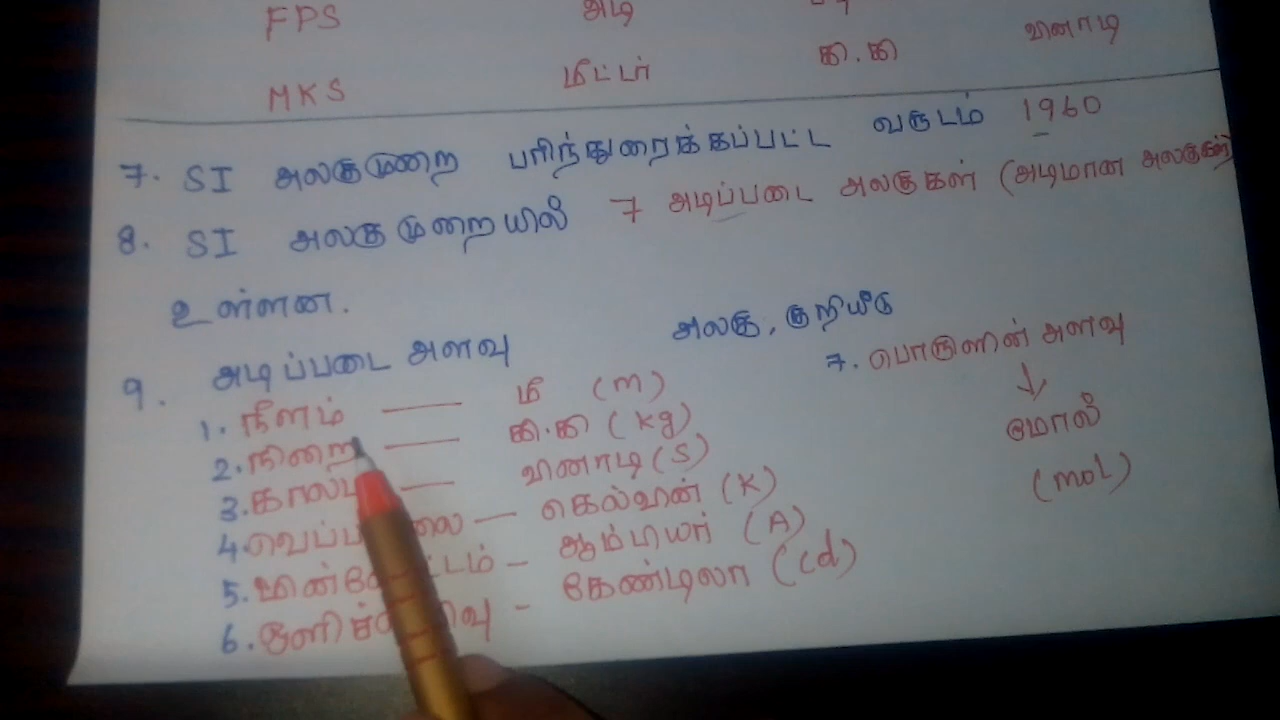 FPS அடி
MKS மீட்டர் கி.கி வினாடி
7. SI அலகுமுறை பரிந்துரைக்கப்பட்ட வருடம் 1960
8. SI அலகு முறையில் 7 அடிப்படை அலகுகள் (அடிமான அலகுகள்)
உள்ளன.
9. அடிப்படை அளவு அலகு, குறியீடு
1. நீளம் — மீ (m)
2. நிறை — கி.கி (kg)
3. காலம் — வினாடி (S)
4. வெப்ப லை — கெல்வின் (K)
5. மின்னோட்டம் - ஆம்பியர் (A)
6. ஒளிச்செ வு - கேண்டிலா (cd)
7. பொருளின் அளவு
↓
மோல்
(mol)